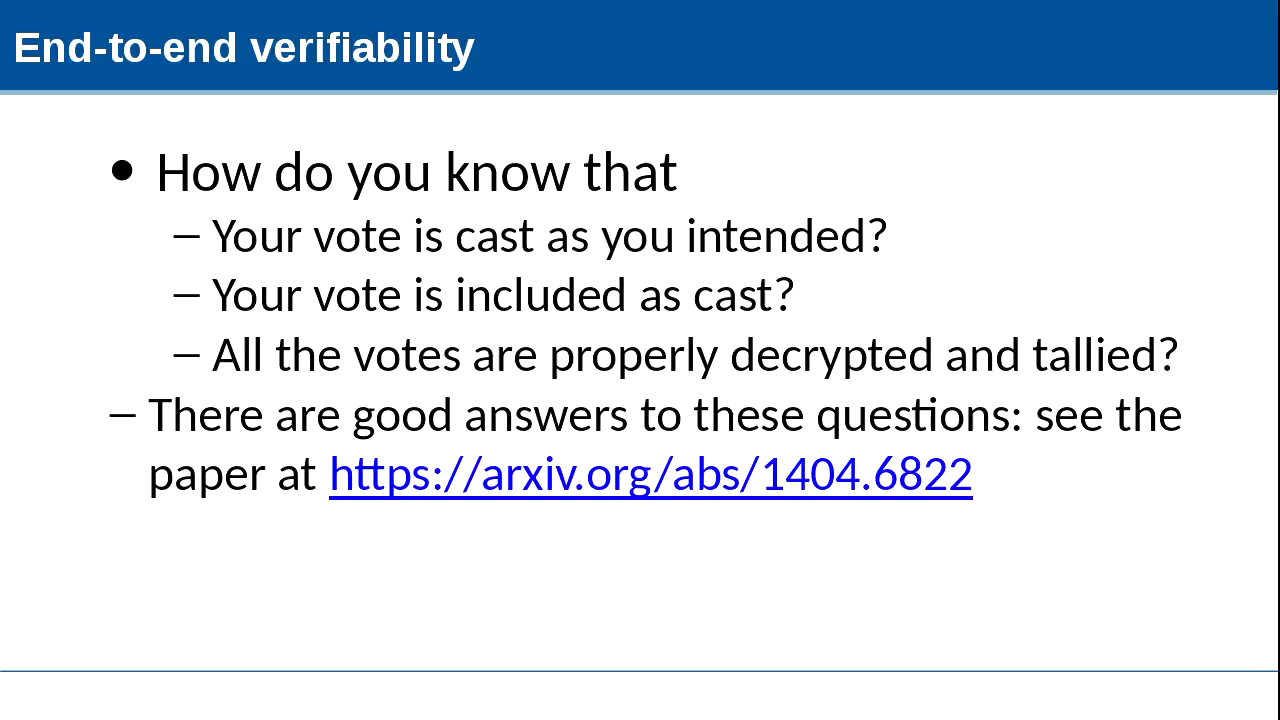 End-to-end verifiability
• How do you know that
– Your vote is cast as you intended?
– Your vote is included as cast?
– All the votes are properly decrypted and tallied?
– There are good answers to these questions: see the
paper at https://arxiv.org/abs/1404.6822